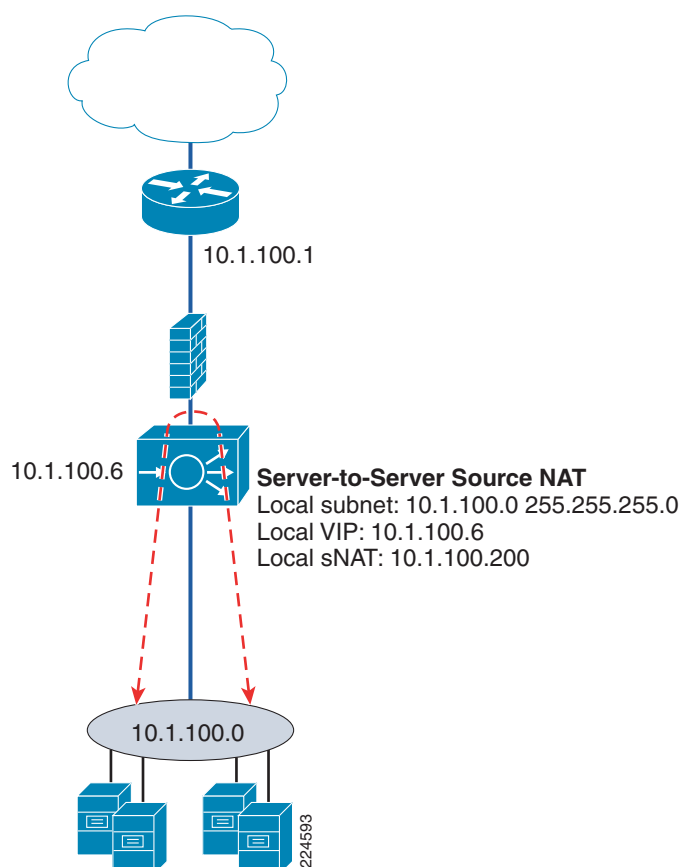 10.1.100.1
10.1.100.6
Server-to-Server Source NAT
Local subnet: 10.1.100.0 255.255.255.0
Local VIP: 10.1.100.6
Local sNAT: 10.1.100.200
10.1.100.0
224593